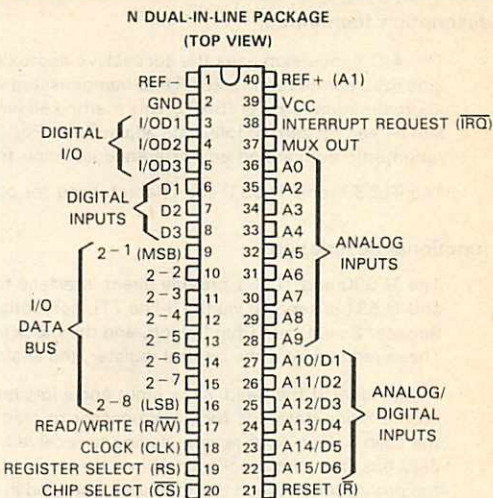 N DUAL-IN-LINE PACKAGE
(TOP VIEW)
REF− 1 40 REF+ (A1)
GND 2 39 VCC
I/OD1 3 38 INTERRUPT REQUEST (I̅R̅Q̅)
DIGITAL I/O
I/OD2 4 37 MUX OUT
I/OD3 5 36 A0
D1 6 35 A2
DIGITAL INPUTS
D2 7 34 A3
D3 8 33 A4
2−1 (MSB) 9 32 A5
ANALOG INPUTS
2−2 10 31 A6
2−3 11 30 A7
2−4 12 29 A8
I/O DATA BUS
2−5 13 28 A9
2−6 14 27 A10/D1
2−7 15 26 A11/D2
2−8 (LSB) 16 25 A12/D3
ANALOG/ DIGITAL INPUTS
READ/WRITE (R/W̅) 17 24 A13/D4
CLOCK (CLK) 18 23 A14/D5
REGISTER SELECT (RS) 19 22 A15/D6
CHIP SELECT (C̅S̅) 20 21 RESET (R̅)